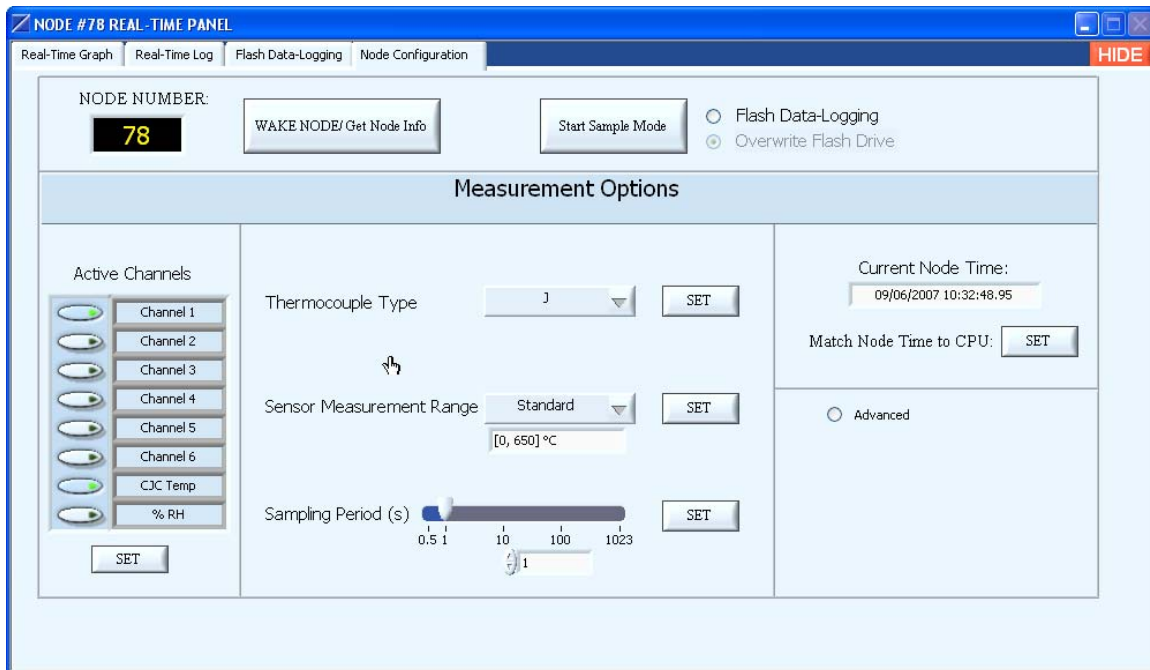 NODE #78 REAL-TIME PANEL
Real-Time Graph
Real-Time Log
Flash Data-Logging
Node Configuration
HIDE
NODE NUMBER:
78
WAKE NODE/ Get Node Info
Start Sample Mode
Flash Data-Logging
Overwrite Flash Drive
Measurement Options
Active Channels
Channel 1
Channel 2
Channel 3
Channel 4
Channel 5
Channel 6
CJC Temp
% RH
SET
Thermocouple Type
J
SET
Sensor Measurement Range
Standard
SET
[0, 650] °C
Sampling Period (s)
0.5 1 10 100 1023
1
SET
Current Node Time:
09/06/2007 10:32:48.95
Match Node Time to CPU:
SET
Advanced